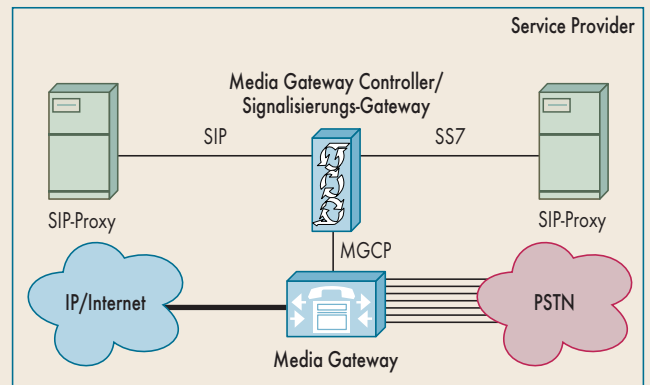 Service Provider
Media Gateway Controller/
Signalisierungs-Gateway
SIP
SS7
SIP-Proxy
SIP-Proxy
MGCP
IP/Internet
PSTN
Media Gateway